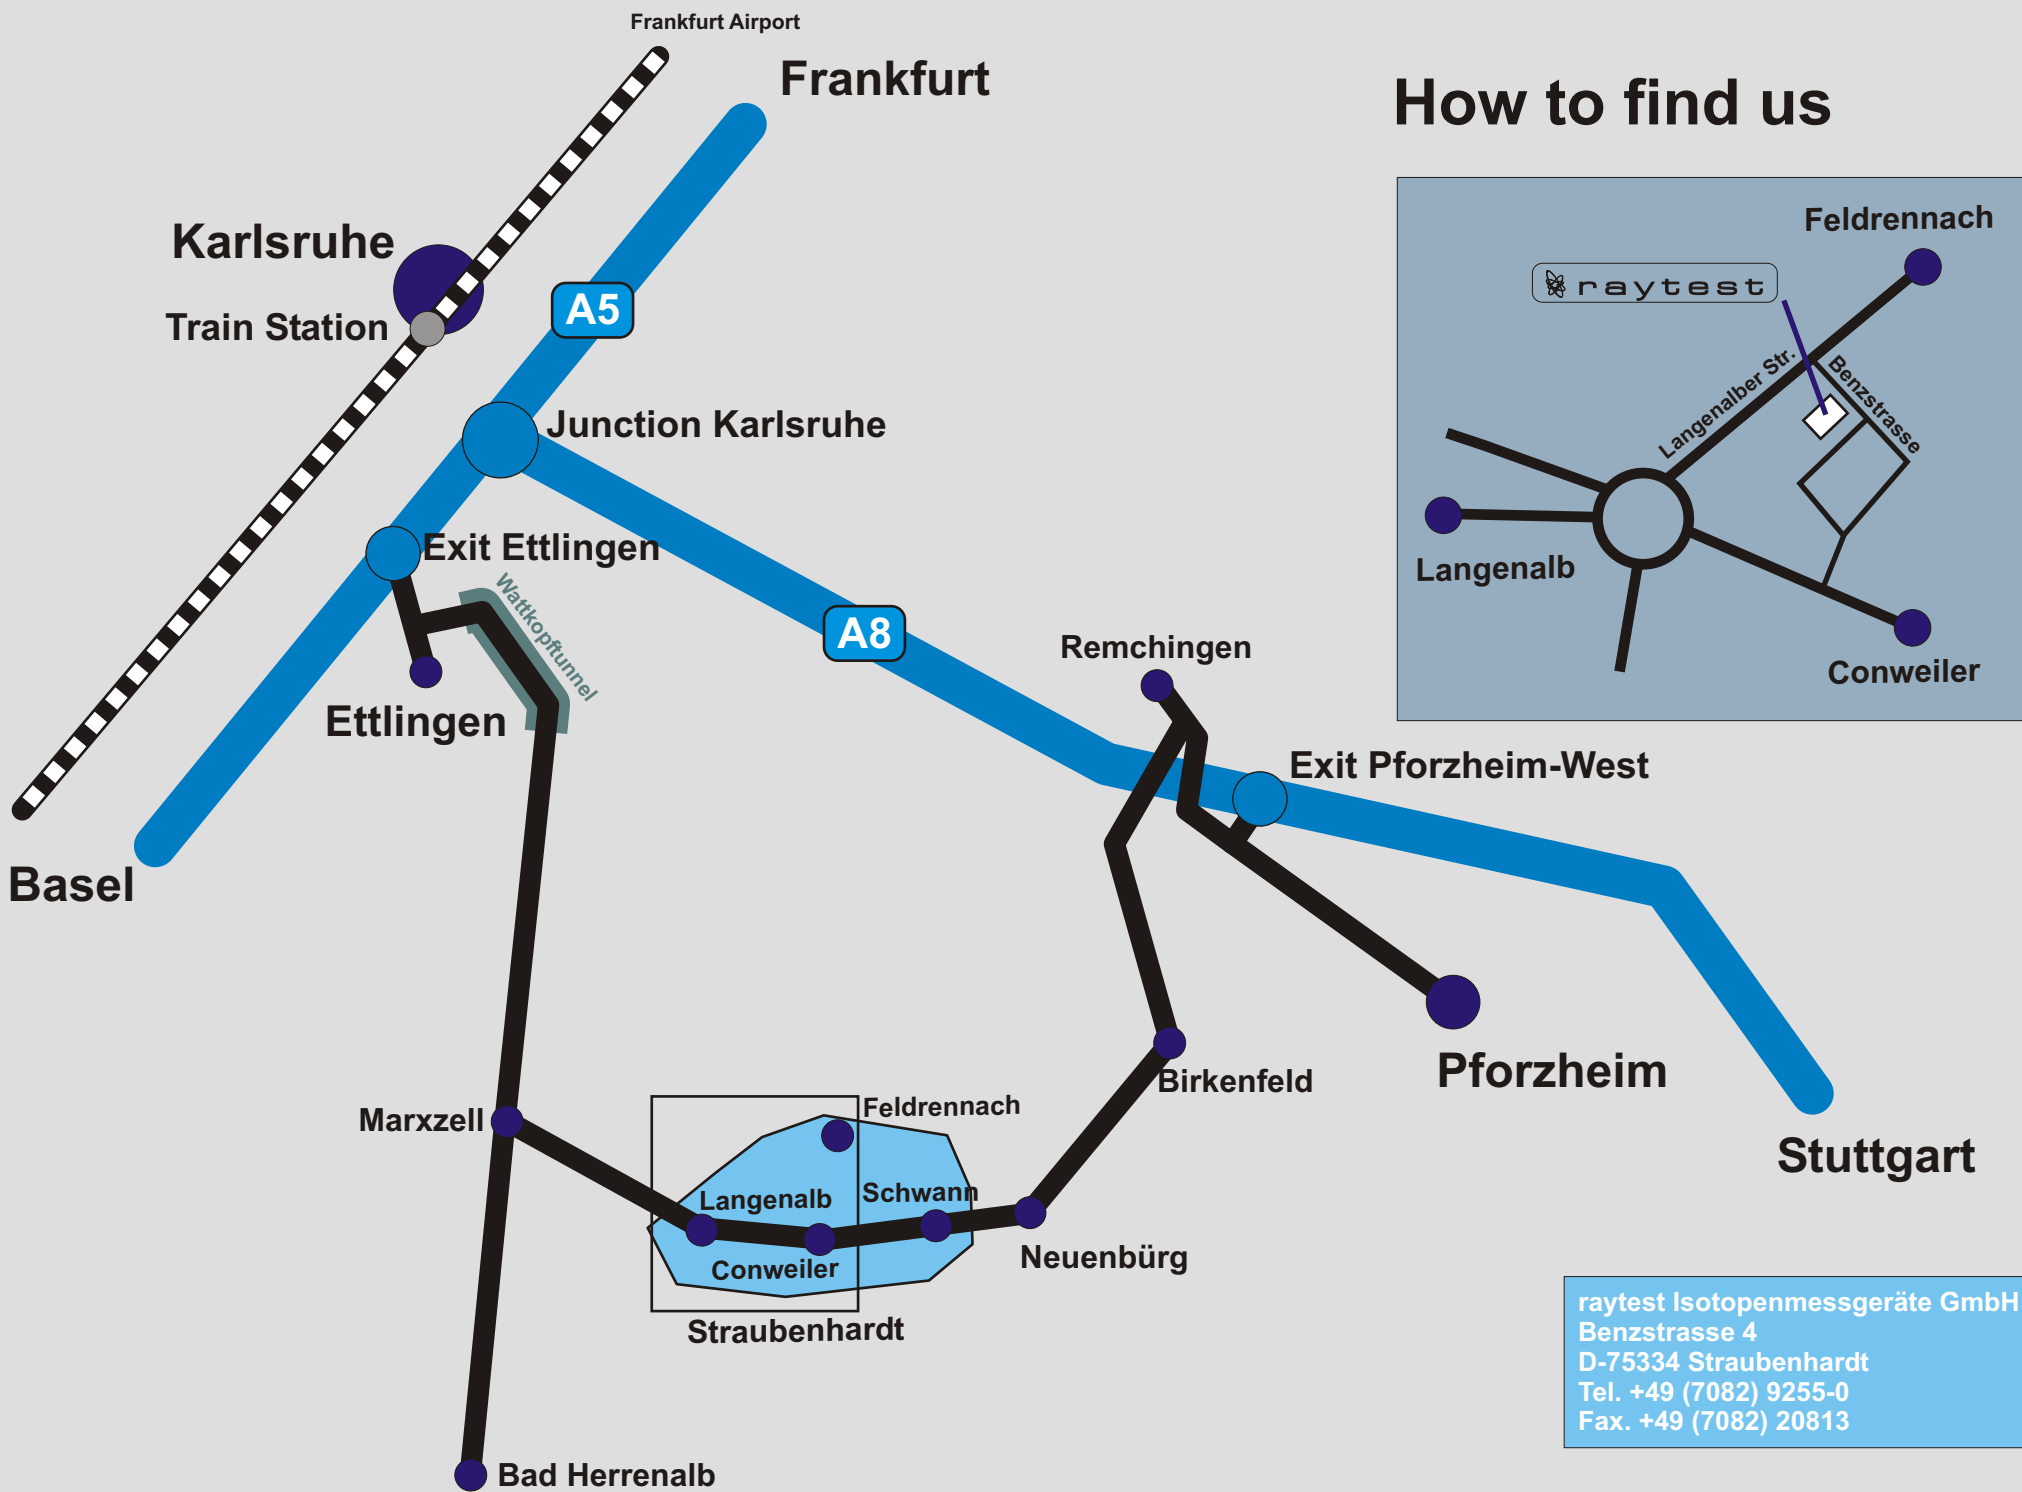 Frankfurt Airport
Frankfurt
How to find us
Karlsruhe
Train Station
A5
Junction Karlsruhe
Exit Ettlingen
Wattkopftunnel
Ettlingen
A8
Basel
Remchingen
Exit Pforzheim-West
Feldrennach
raytest
Langenalber Str.
Benzstrasse
Langenalb
Conweiler
Pforzheim
Birkenfeld
Stuttgart
Marxzell
Feldrennach
Langenalb
Schwann
Conweiler
Neuenbürg
Straubenhardt
Bad Herrenalb
raytest Isotopenmessgeräte GmbH
Benzstrasse 4
D-75334 Straubenhardt
Tel. +49 (7082) 9255-0
Fax. +49 (7082) 20813